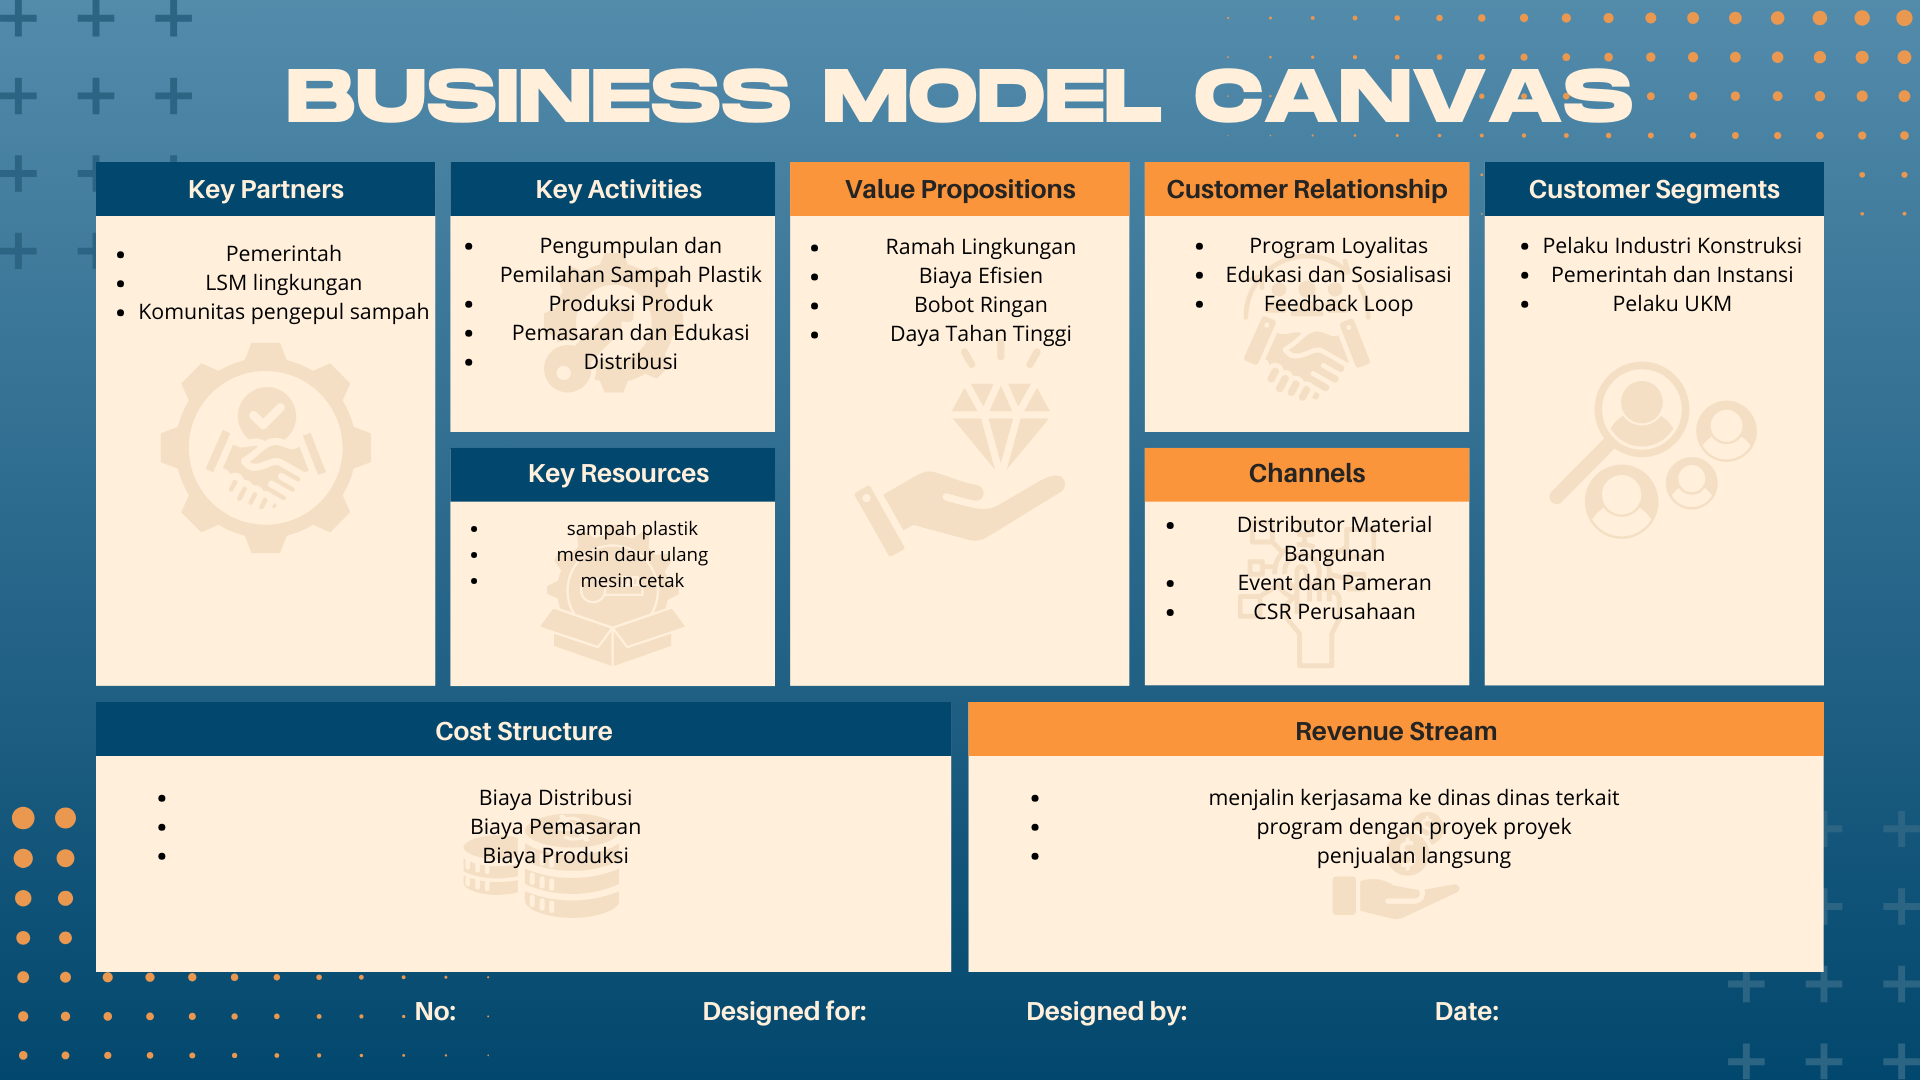 BUSINESS MODEL CANVAS
Key Partners
Pemerintah
LSM lingkungan
Komunitas pengepul sampah
Key Activities
Pengumpulan dan
Pemilahan Sampah Plastik
Produksi Produk
Pemasaran dan Edukasi
Distribusi
Key Resources
sampah plastik
mesin daur ulang
mesin cetak
Value Propositions
Ramah Lingkungan
Biaya Efisien
Bobot Ringan
Daya Tahan Tinggi
Customer Relationship
Program Loyalitas
Edukasi dan Sosialisasi
Feedback Loop
Channels
Distributor Material
Bangunan
Event dan Pameran
CSR Perusahaan
Customer Segments
Pelaku Industri Konstruksi
Pemerintah dan Instansi
Pelaku UKM
Cost Structure
Biaya Distribusi
Biaya Pemasaran
Biaya Produksi
Revenue Stream
menjalin kerjasama ke dinas dinas terkait
program dengan proyek proyek
penjualan langsung
No:
Designed for:
Designed by:
Date: